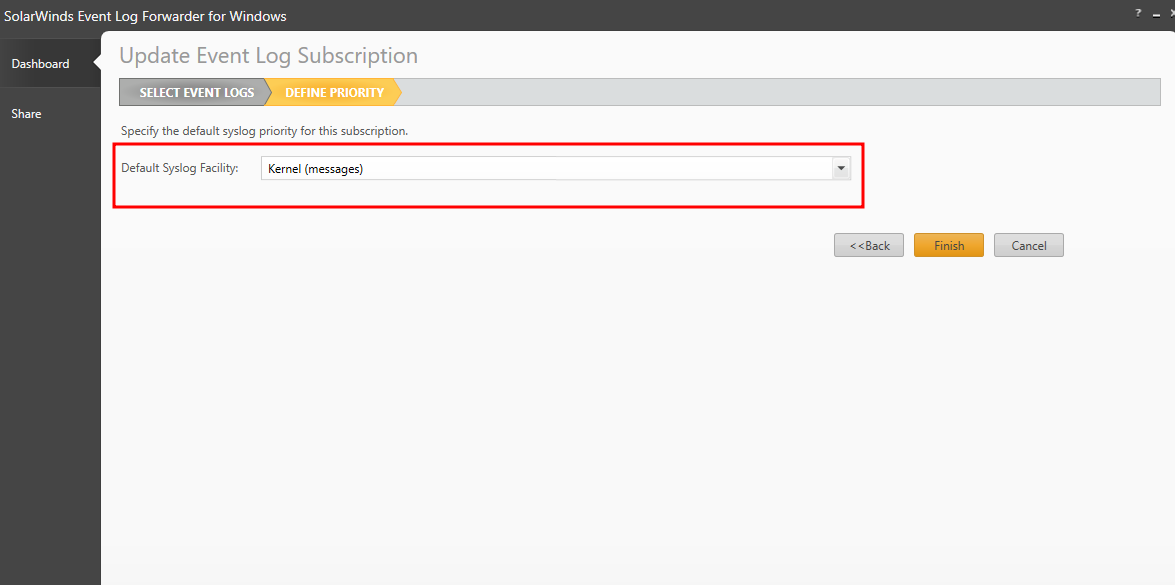 SolarWinds Event Log Forwarder for Windows
?
Dashboard
Share
Update Event Log Subscription
SELECT EVENT LOGS
DEFINE PRIORITY
Specify the default syslog priority for this subscription.
Default Syslog Facility:
Kernel (messages)
<<Back
Finish
Cancel